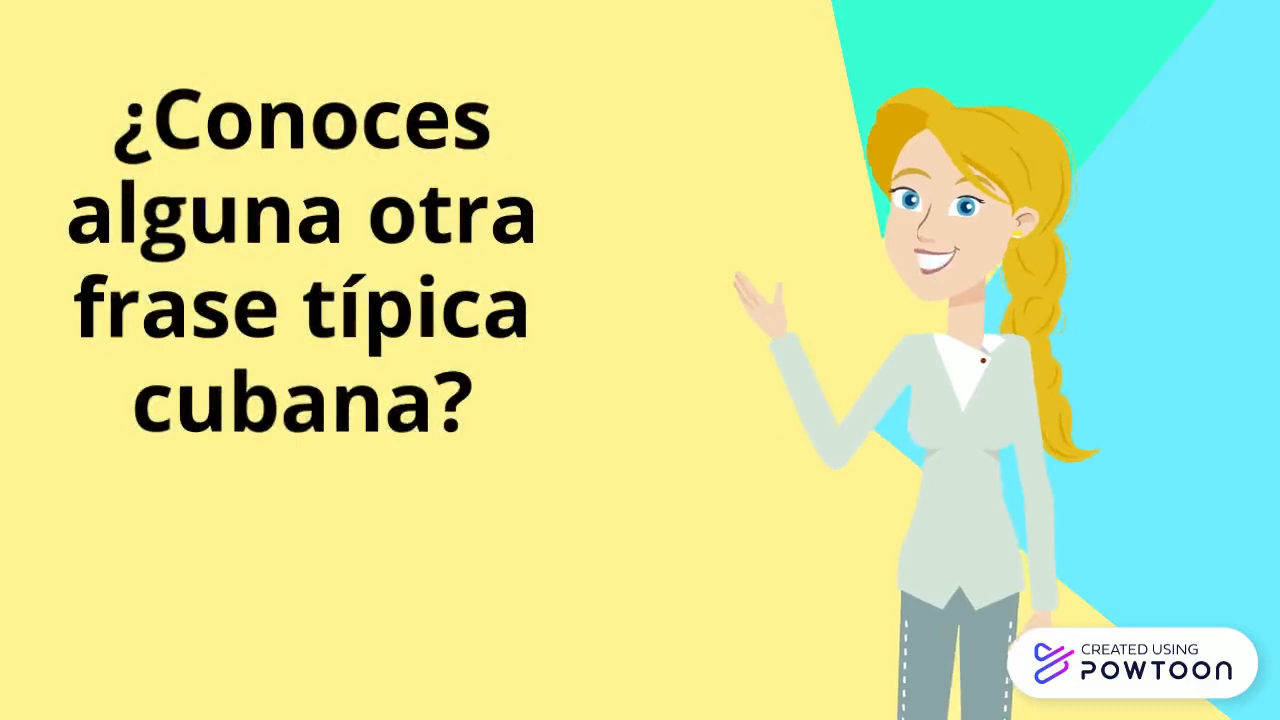 ¿Conoces
alguna otra
frase típica
cubana?
CREATED USING
POWTOON